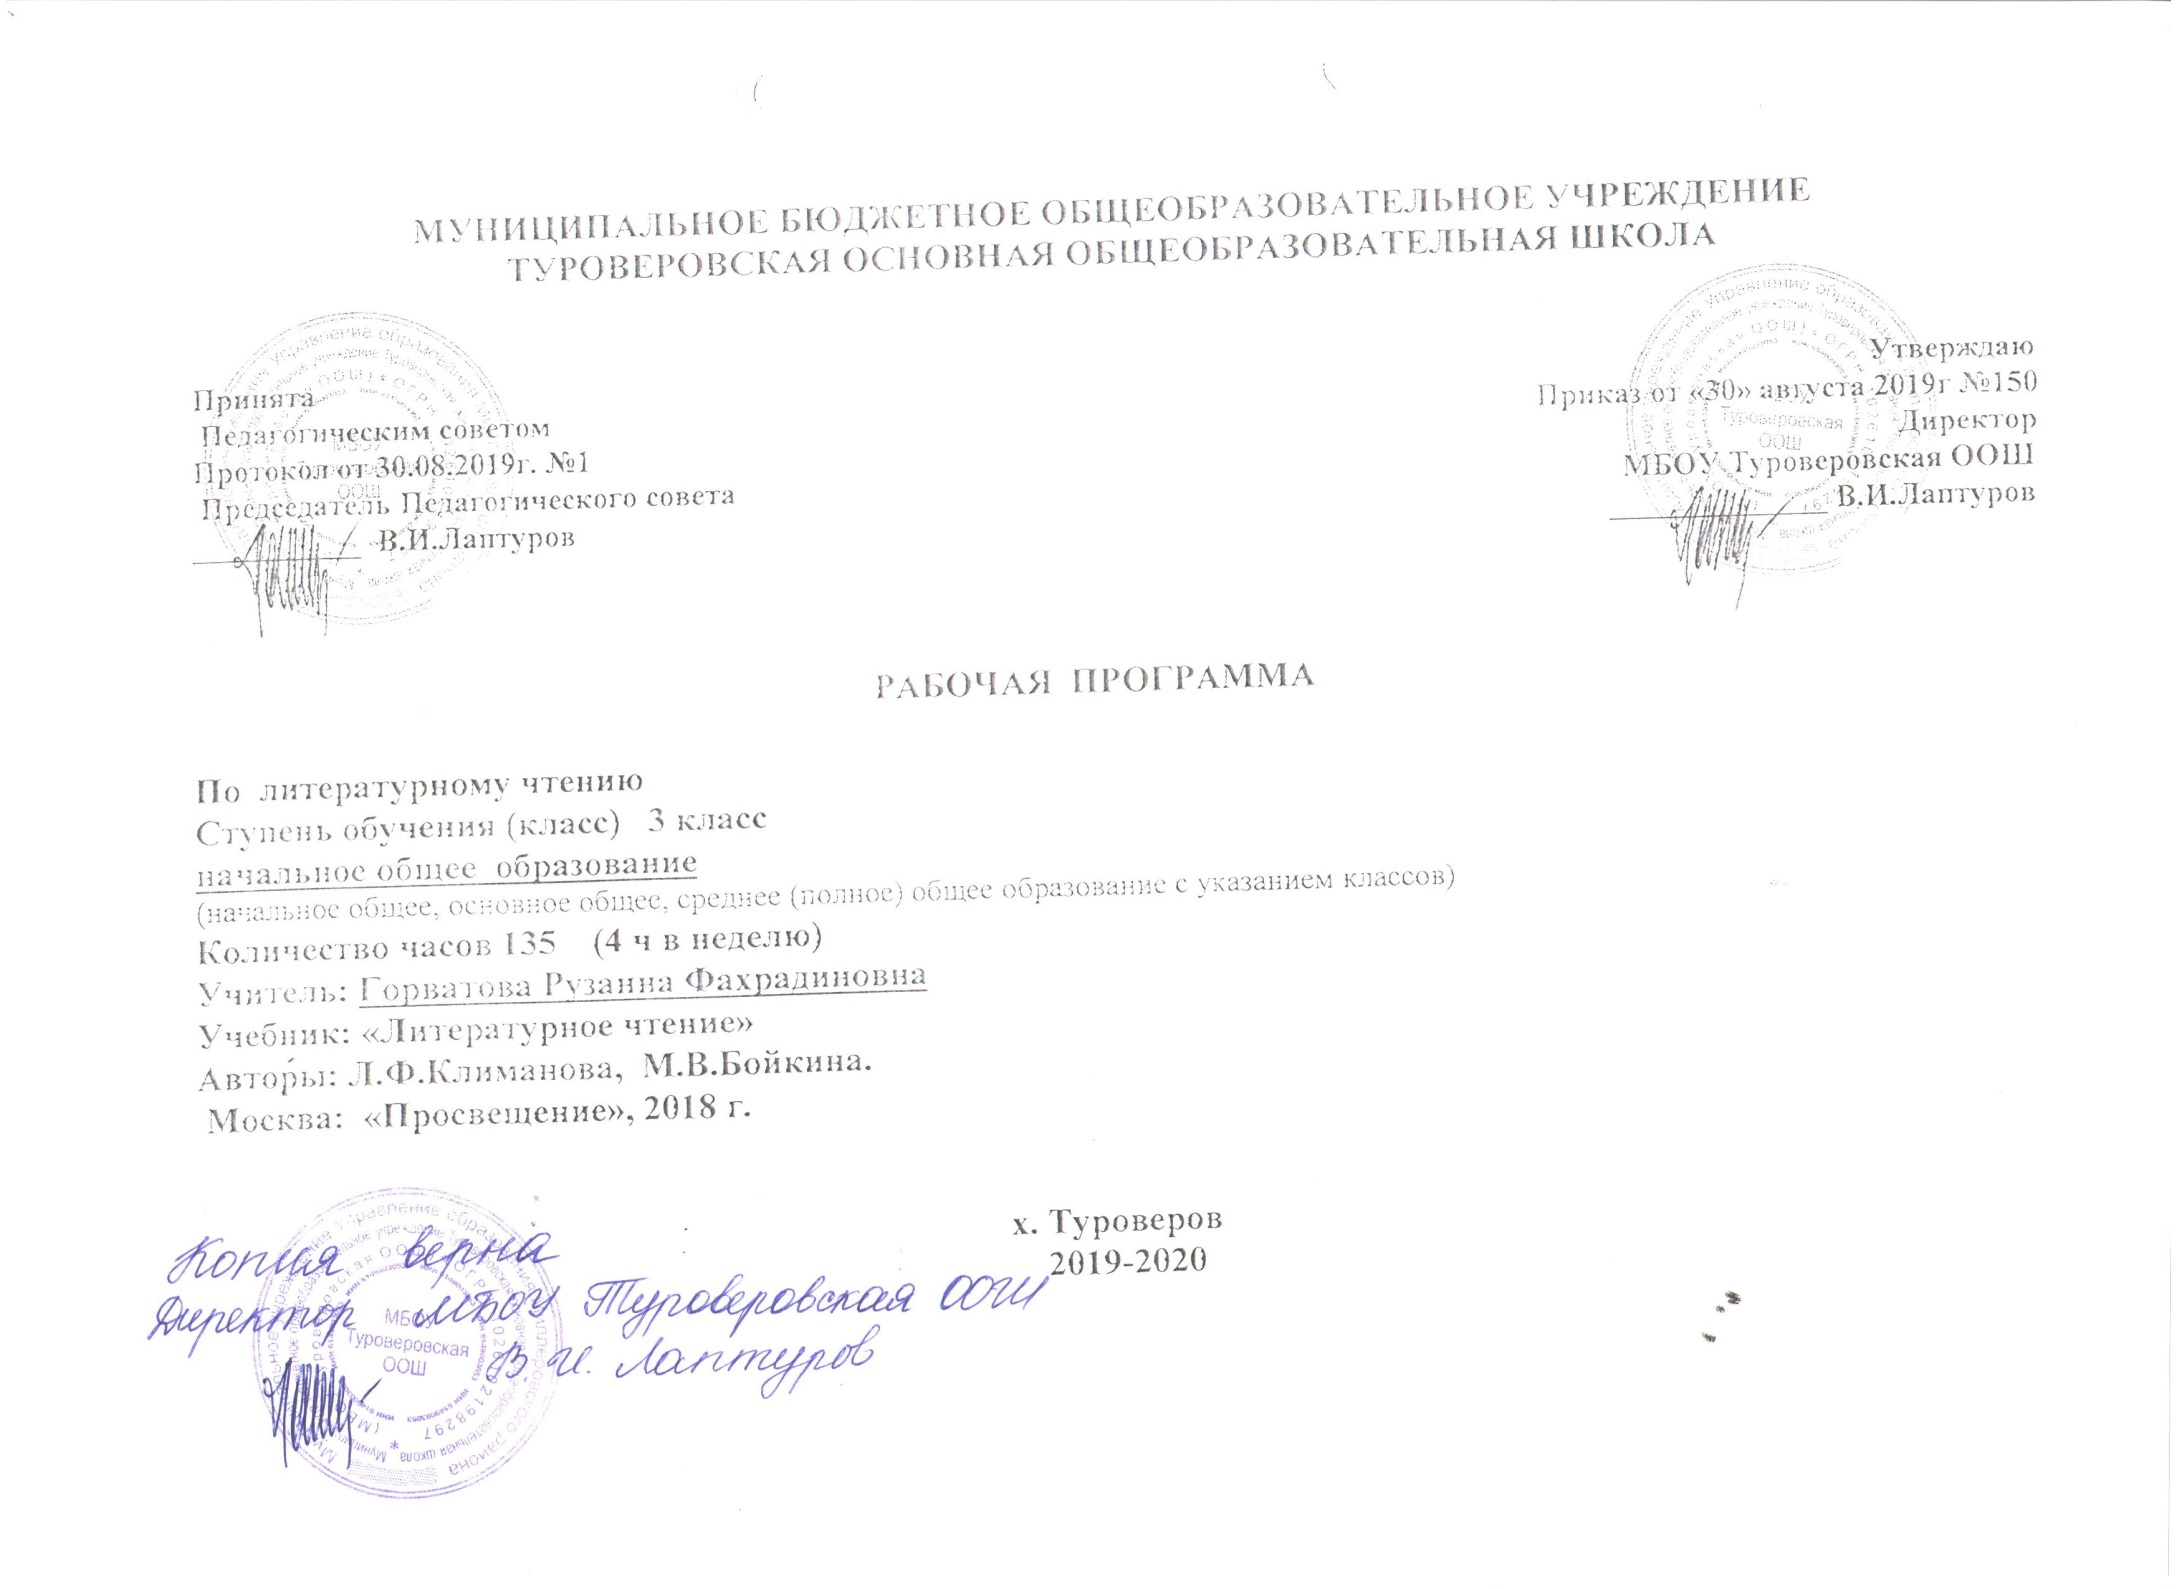 МУНИЦИПАЛЬНОЕ БЮДЖЕТНОЕ ОБЩЕОБРАЗОВАТЕЛЬНОЕ УЧРЕЖДЕНИЕ
ТУРОВЕРОВСКАЯ ОСНОВНАЯ ОБЩЕОБРАЗОВАТЕЛЬНАЯ ШКОЛА
Принята
Педагогическим советом
Протокол от 30.08.2019г. №1
Председатель Педагогического совета
В.И.Лаптуров
Утверждаю
Приказ от «30» августа 2019г №150
Директор
МБОУ Туроверовская ООШ
В.И.Лаптуров
РАБОЧАЯ ПРОГРАММА
По литературному чтению
Ступень обучения (класс) 3 класс
начальное общее образование
(начальное общее, основное общее, среднее (полное) общее образование с указанием классов)
Количество часов 135 (4 ч в неделю)
Учитель: Горватова Рузанна Фахрадиновна
Учебник: «Литературное чтение»
Авторы: Л.Ф.Климанова, М.В.Бойкина.
Москва: «Просвещение», 2018 г.
х. Туроверов
2019-2020
Копия верна
Директор МБОУ Туроверовская ООШ
В. И. Лаптуров
МБОУ
Туроверовская
ООШ